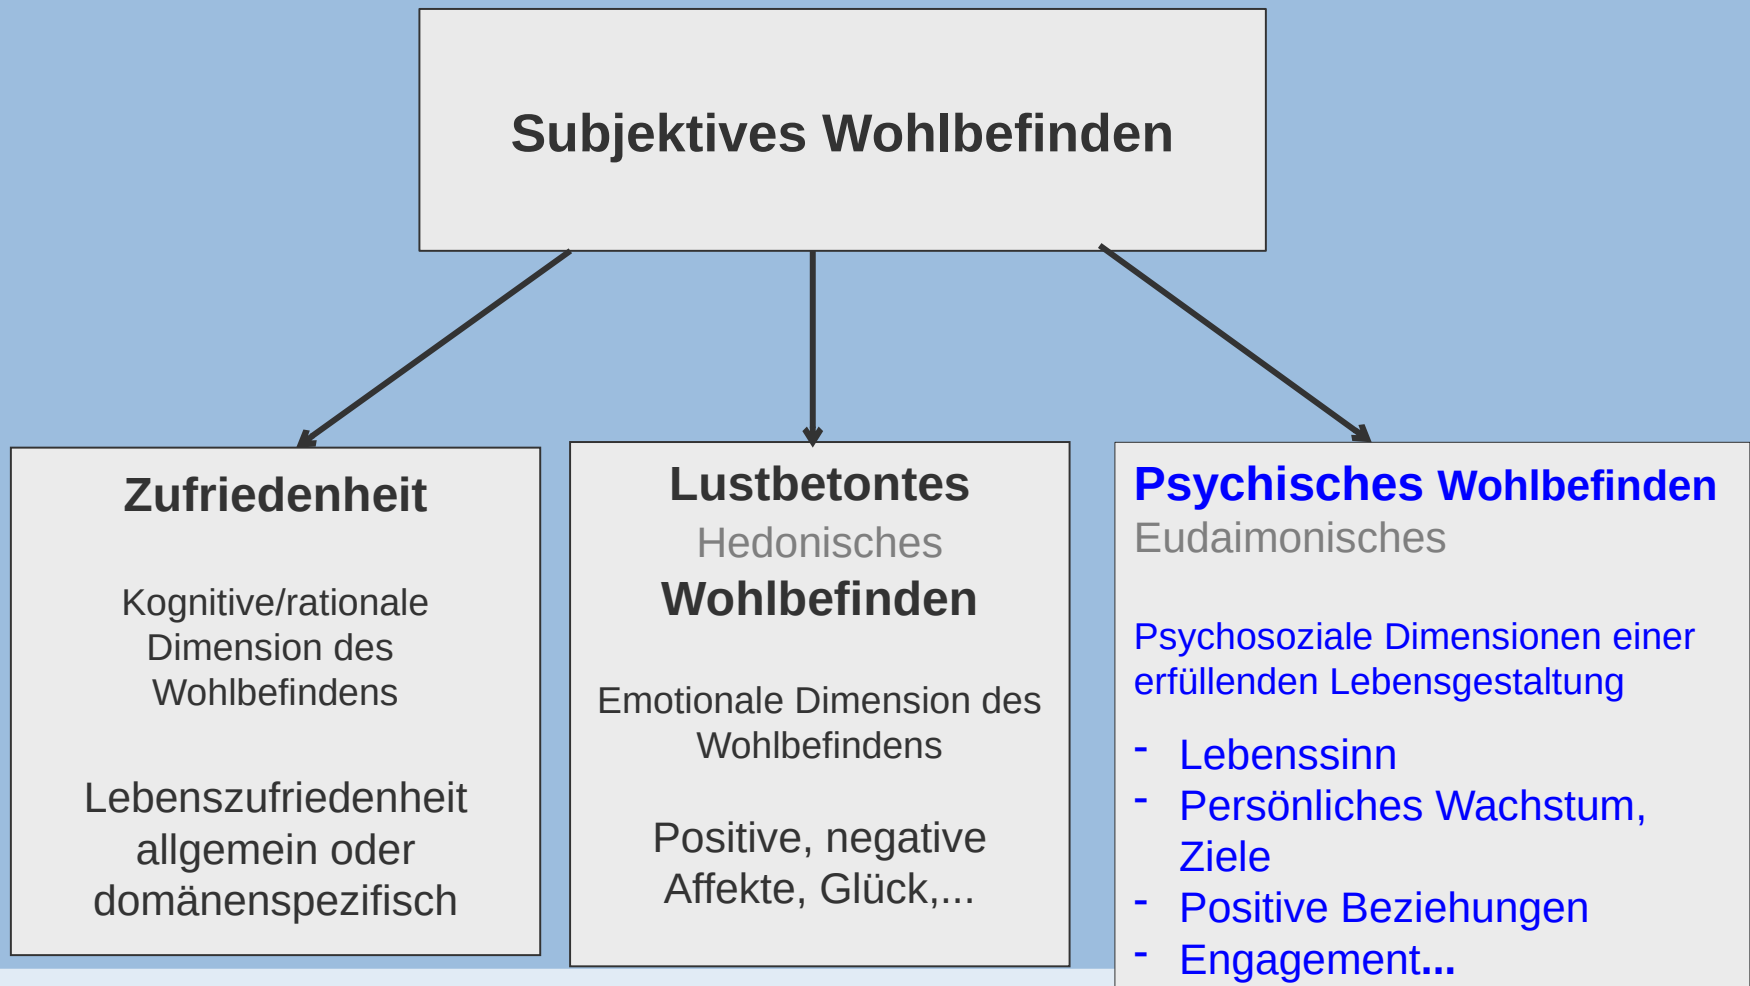 Subjektives Wohlbefinden
Zufriedenheit
Kognitive/rationale
Dimension des
Wohlbefindens
Lebenszufriedenheit
allgemein oder
domänenspezifisch
Lustbetontes
Hedonisches
Wohlbefinden
Emotionale Dimension des
Wohlbefindens
Positive, negative
Affekte, Glück,...
Psychisches Wohlbefinden
Eudaimonisches
Psychosoziale Dimensionen einer
erfüllenden Lebensgestaltung
- Lebenssinn
- Persönliches Wachstum,
Ziele
- Positive Beziehungen
- Engagement...